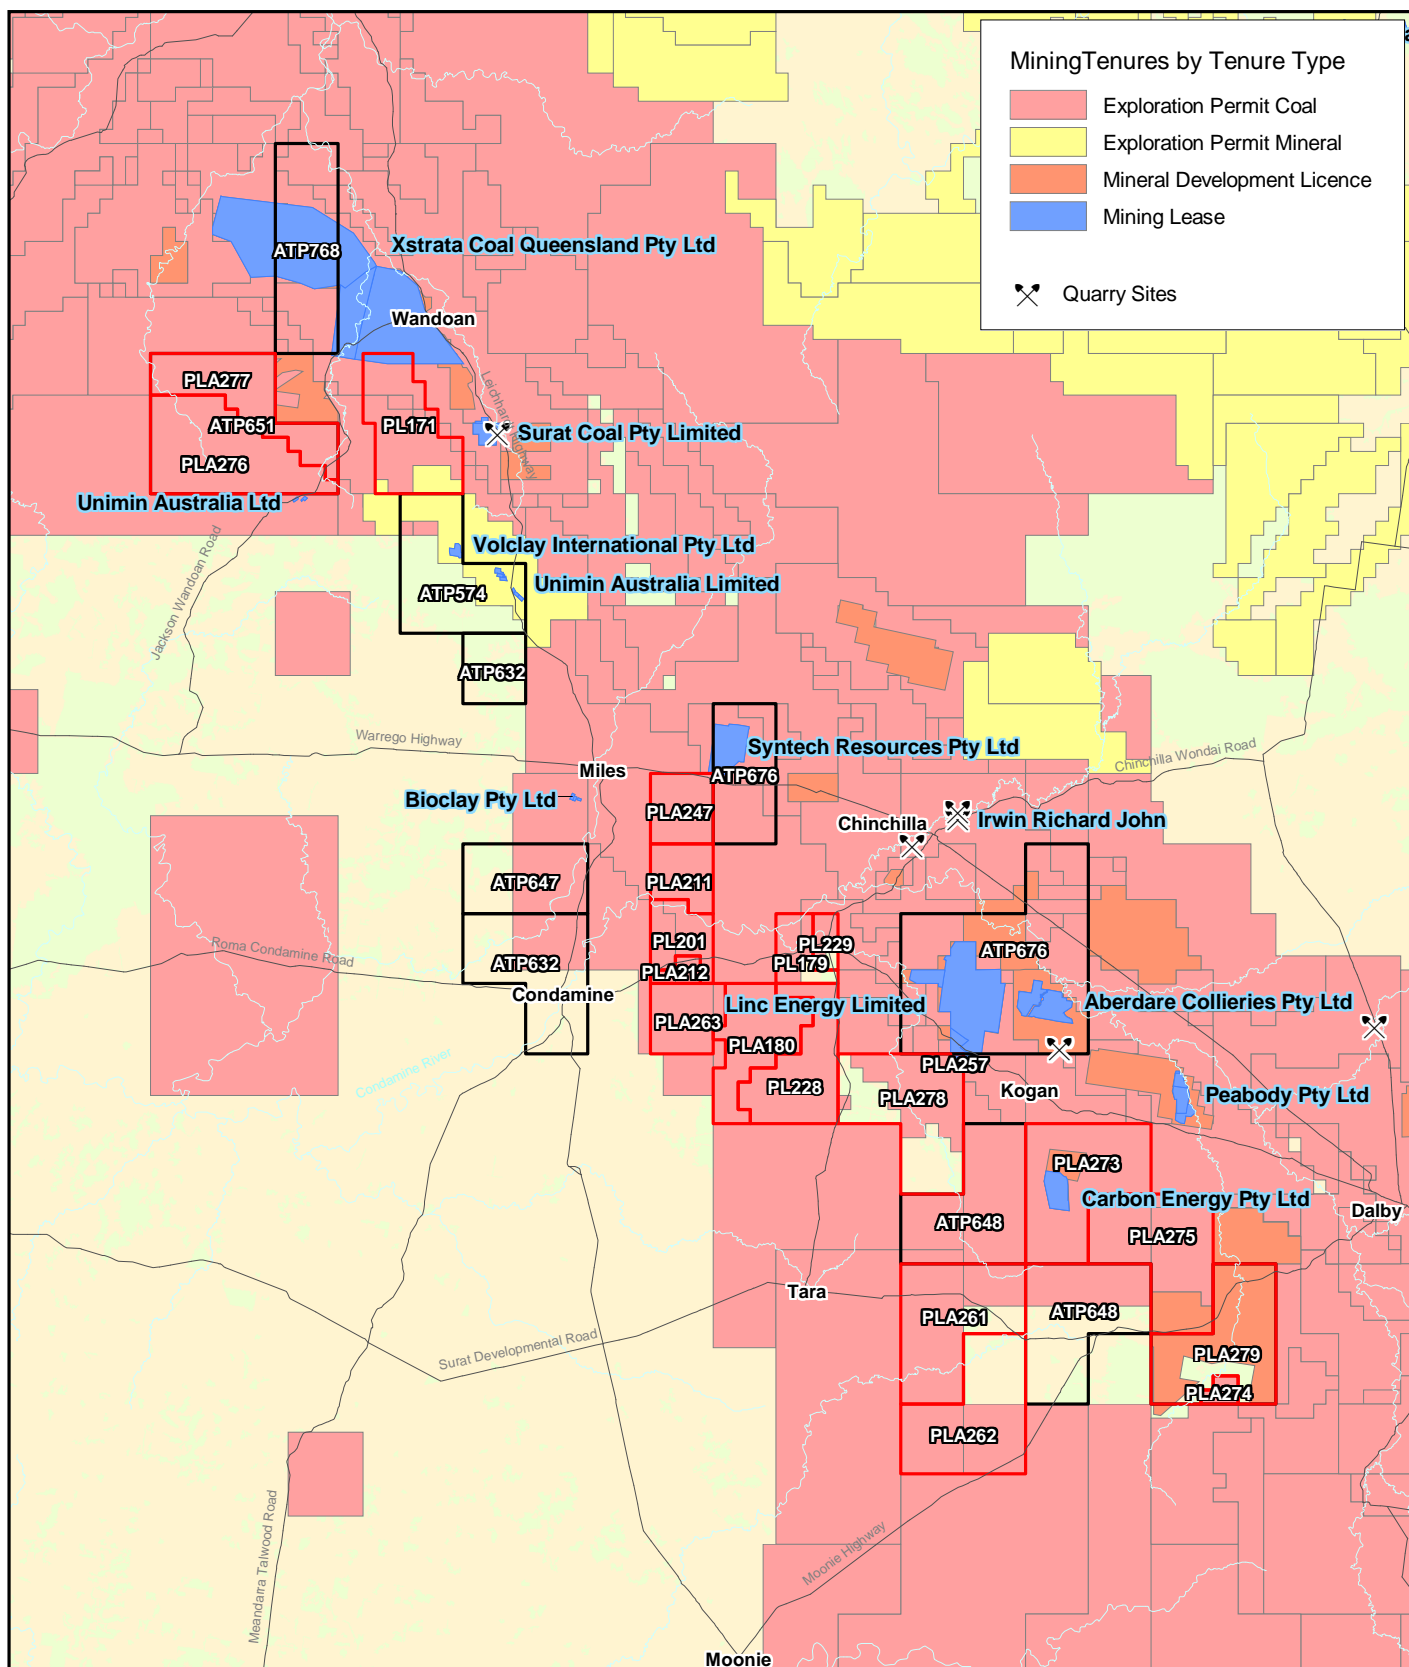 MiningTenures by Tenure Type
Exploration Permit Coal
Exploration Permit Mineral
Mineral Development Licence
Mining Lease
Quarry Sites
ATP768
Xstrata Coal Queensland Pty Ltd
Wandoan
PLA277
ATP651
PL171
Leichhardt Highway
Surat Coal Pty Limited
PLA276
Unimin Australia Ltd
Jackson Wandoan Road
Volclay International Pty Ltd
Unimin Australia Limited
ATP574
ATP632
Warrego Highway
Miles
Syntech Resources Pty Ltd
ATP676
Chinchilla Wondai Road
Bioclay Pty Ltd
PLA247
Chinchilla
Irwin Richard John
ATP647
PLA211
Roma Condamine Road
ATP632
PL201
PL229
ATP676
PLA212
PL179
Condamine
Linc Energy Limited
Aberdare Collieries Pty Ltd
PLA263
PLA180
Condamine River
PLA257
PL228
PLA278
Kogan
Peabody Pty Ltd
PLA273
Carbon Energy Pty Ltd
Dalby
ATP648
PLA275
Tara
PLA261
ATP648
Surat Developmental Road
PLA279
PLA274
PLA262
Meandarra Talwood Road
Moonie Highway
Moonie